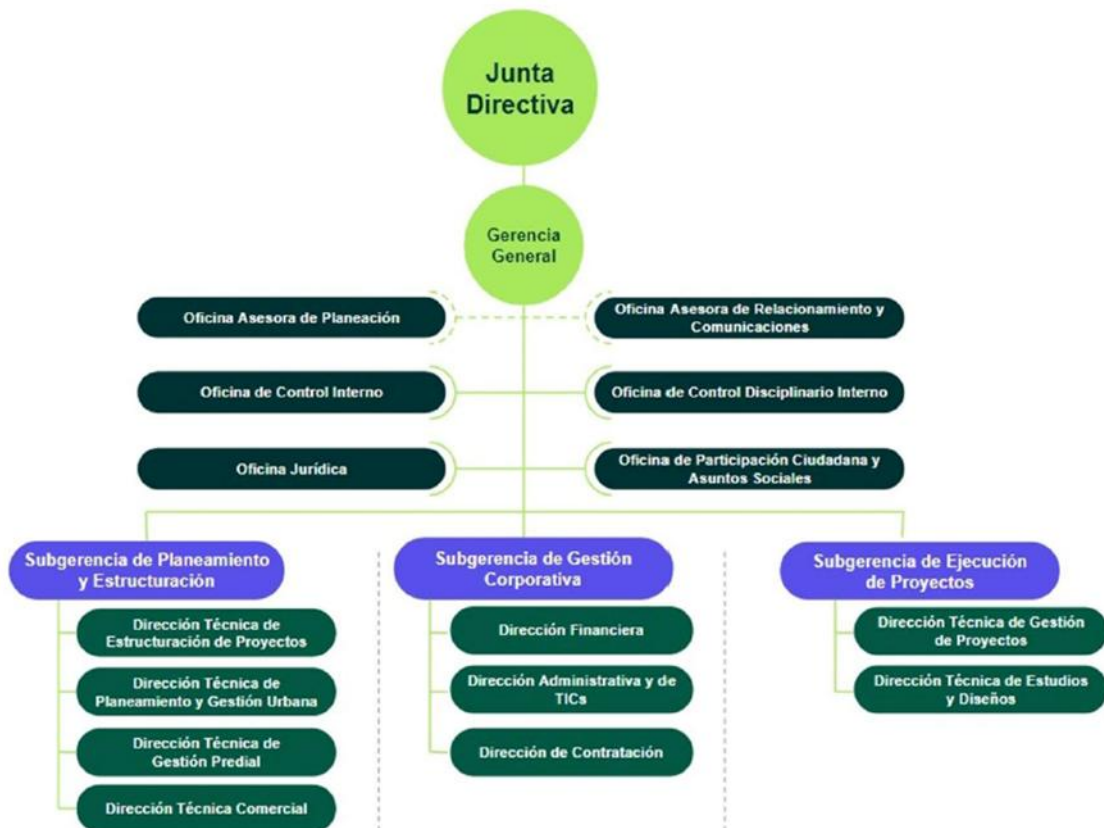 Junta
Directiva
Gerencia
General
Oficina Asesora de Planeación
Oficina Asesora de Relacionamiento y
Comunicaciones
Oficina de Control Interno
Oficina de Control Disciplinario Interno
Oficina Jurídica
Oficina de Participación Ciudadana y
Asuntos Sociales
Subgerencia de Planeamiento
y Estructuración
Dirección Técnica de
Estructuración de Proyectos
Dirección Técnica de
Planeamiento y Gestión Urbana
Dirección Técnica de
Gestión Predial
Dirección Técnica Comercial
Subgerencia de Gestión
Corporativa
Dirección Financiera
Dirección Administrativa y de
TICs
Dirección de Contratación
Subgerencia de Ejecución
de Proyectos
Dirección Técnica de Gestión
de Proyectos
Dirección Técnica de Estudios
y Diseños